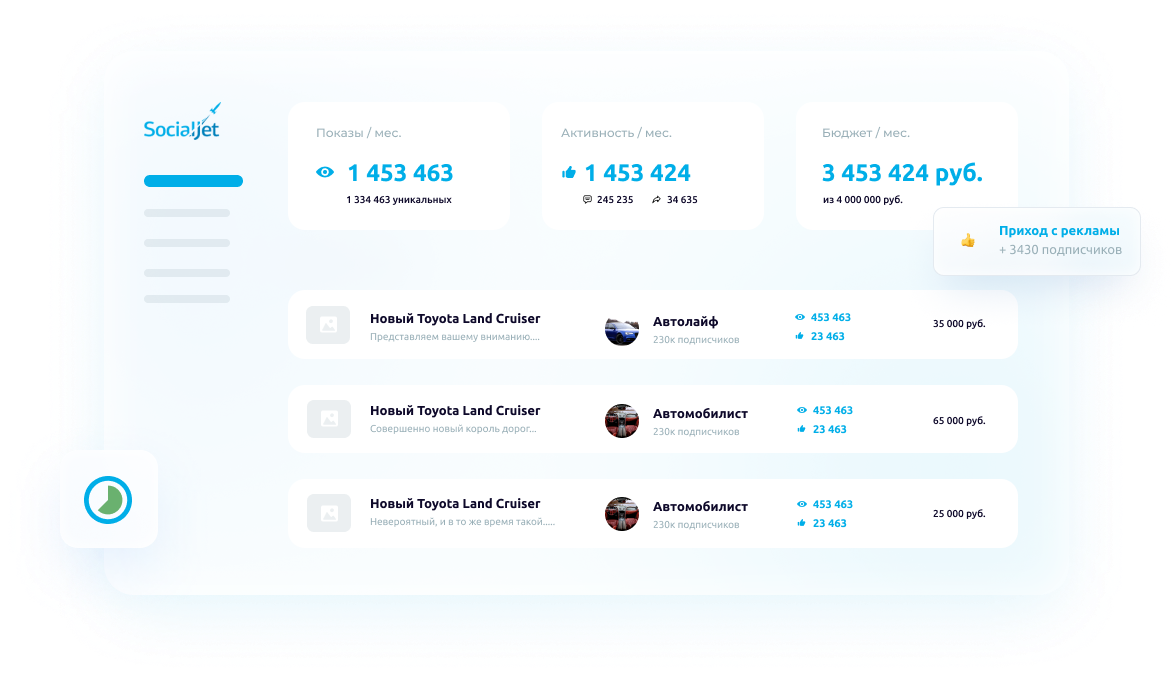 Socialjet
Показы / мес.
1 453 463
1 334 463 уникальных
Активность / мес.
1 453 424
245 235
34 635
Бюджет / мес.
3 453 424 руб.
из 4 000 000 руб.
Приход с рекламы
+ 3430 подписчиков
Новый Toyota Land Cruiser
Представляем вашему вниманию....
Автолайф
230к подписчиков
453 463
23 463
35 000 руб.
Новый Toyota Land Cruiser
Совершенно новый король дорог...
Автомобилист
230к подписчиков
453 463
23 463
65 000 руб.
Новый Toyota Land Cruiser
Невероятный, и в то же время такой.....
Автомобилист
230к подписчиков
453 463
23 463
25 000 руб.